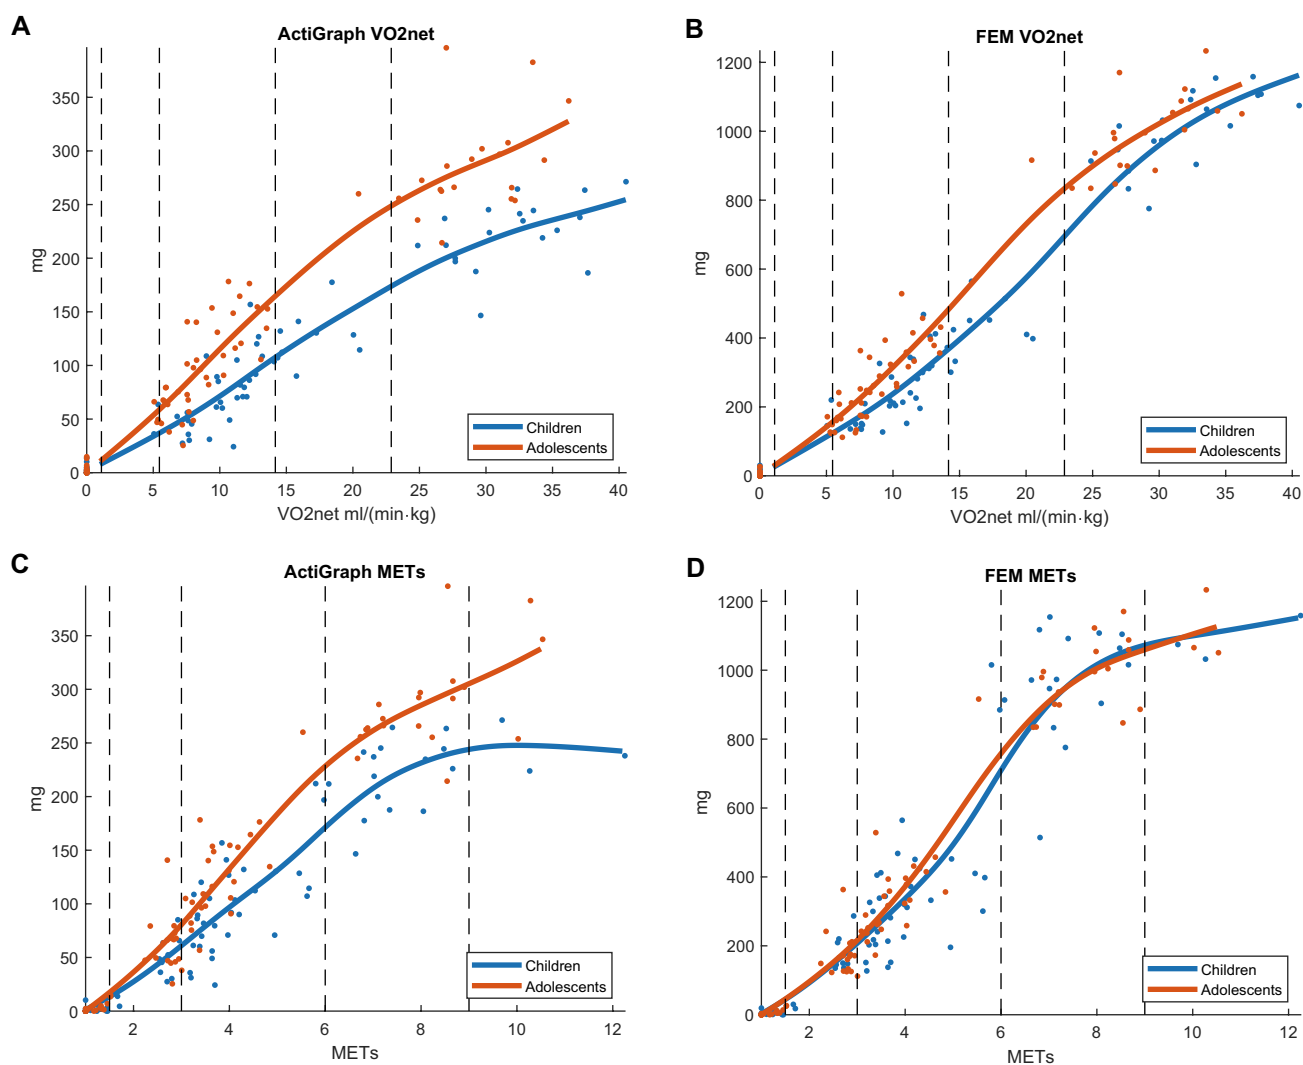 A
ActiGraph VO2net
mg
350
300
250
200
150
100
50
0
0 5 10 15 20 25 30 35 40
VO2net ml/(min·kg)
Children
Adolescents
B
FEM VO2net
mg
1200
1000
800
600
400
200
0
0 5 10 15 20 25 30 35 40
VO2net ml/(min·kg)
Children
Adolescents
C
ActiGraph METs
mg
350
300
250
200
150
100
50
0
2 4 6 8 10 12
METs
Children
Adolescents
D
FEM METs
mg
1200
1000
800
600
400
200
0
2 4 6 8 10 12
METs
Children
Adolescents